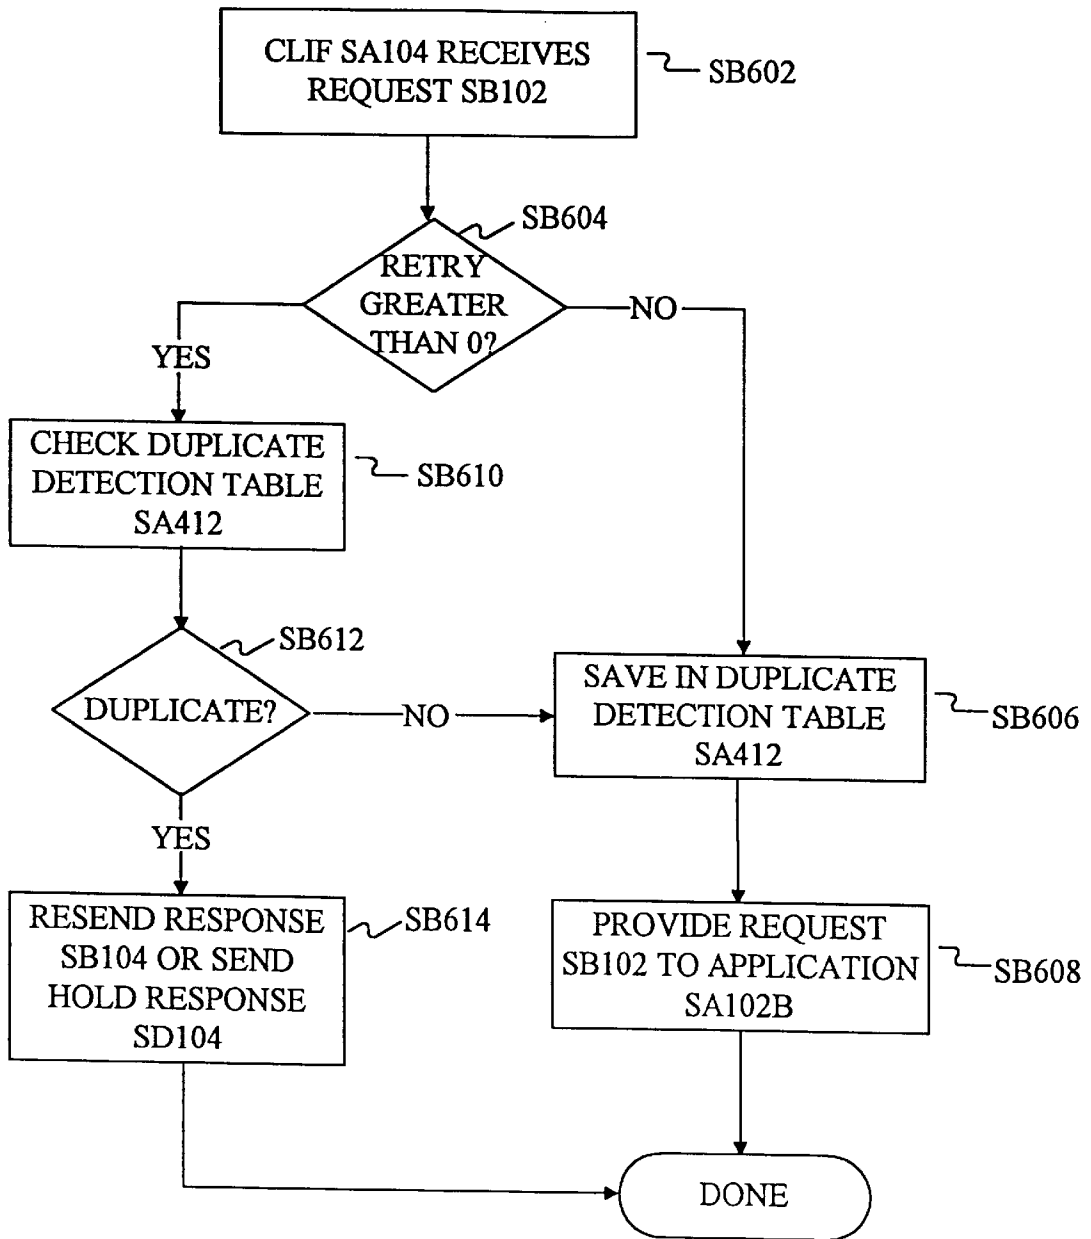 CLIF SA104 RECEIVES
REQUEST SB102
SB602
SB604
RETRY
GREATER
THAN 0?
NO
YES
CHECK DUPLICATE
DETECTION TABLE
SA412
SB610
SB612
DUPLICATE?
NO
SAVE IN DUPLICATE
DETECTION TABLE
SA412
SB606
YES
RESEND RESPONSE
SB104 OR SEND
HOLD RESPONSE
SD104
SB614
PROVIDE REQUEST
SB102 TO APPLICATION
SA102B
SB608
DONE